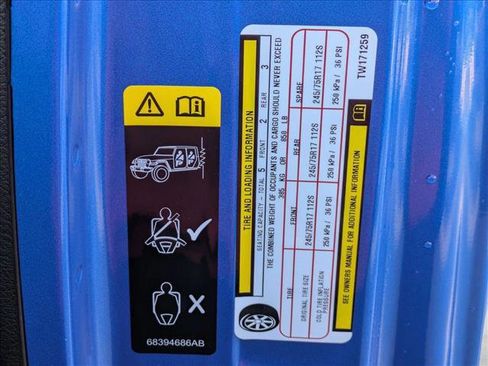 68394686AB
TIRE AND LOADING INFORMATION
SEATING CAPACITY - TOTAL 5 FRONT 2 REAR 3
THE COMBINED WEIGHT OF OCCUPANTS AND CARGO SHOULD NEVER EXCEED
385 KG OR 850 LB
TIRE FRONT REAR SPARE
ORIGINAL TIRE SIZE 245/75R17 112S 245/75R17 112S 245/75R17 112S
COLD TIRE INFLATION PRESSURE 250 kPa / 36 PSI 250 kPa / 36 PSI 250 kPa / 36 PSI
SEE OWNERS MANUAL FOR ADDITIONAL INFORMATION
TW171259